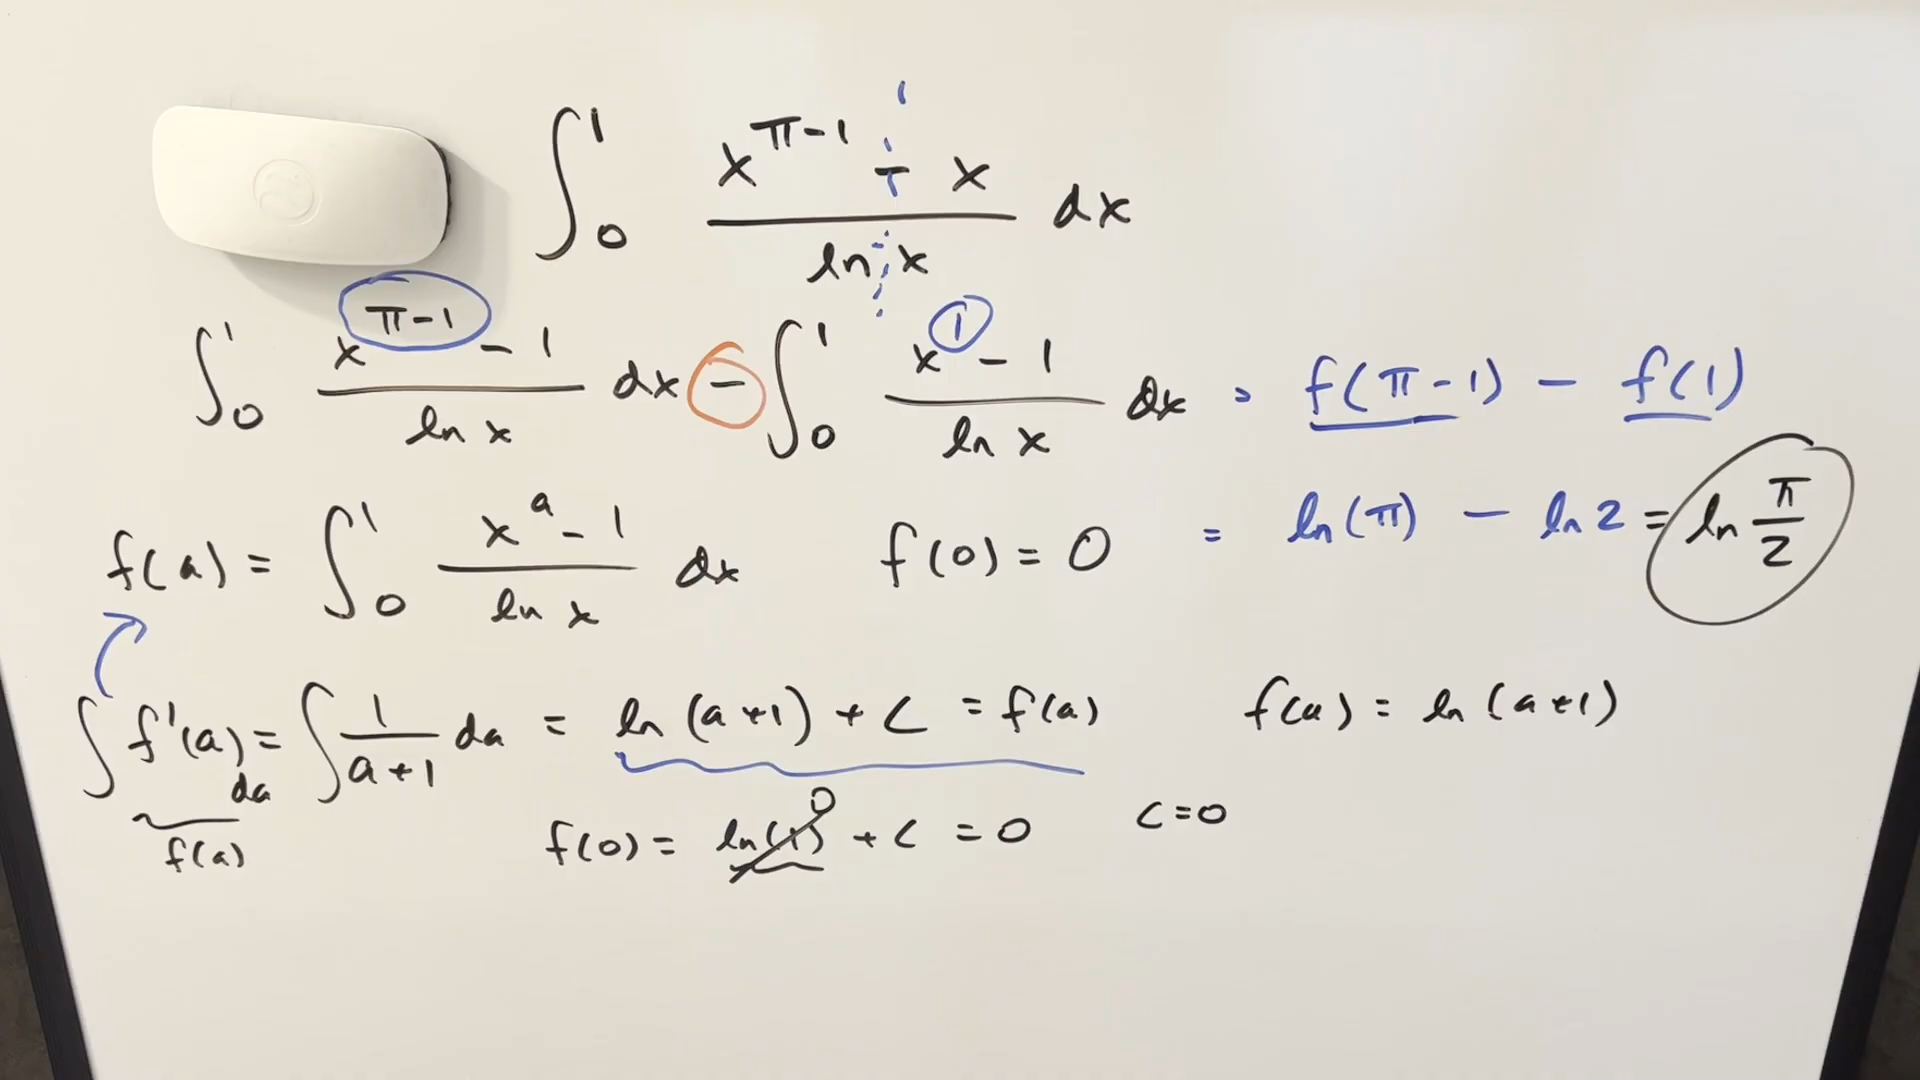 ∫₀¹ (x^(π-1) - x)/(ln x) dx
∫₀¹ (x^(π-1) - 1)/(ln x) dx - ∫₀¹ (x^1 - 1)/(ln x) dx = f(π-1) - f(1)
= ln(π) - ln 2 = ln π/2
f(a) = ∫₀¹ (x^a - 1)/(ln x) dx f(0) = 0
∫ f'(a) da = ∫ 1/(a+1) da = ln(a+1) + C = f(a) f(a) = ln(a+1)
f(a)
f(0) = ln(1) 0 + C = 0 C=0